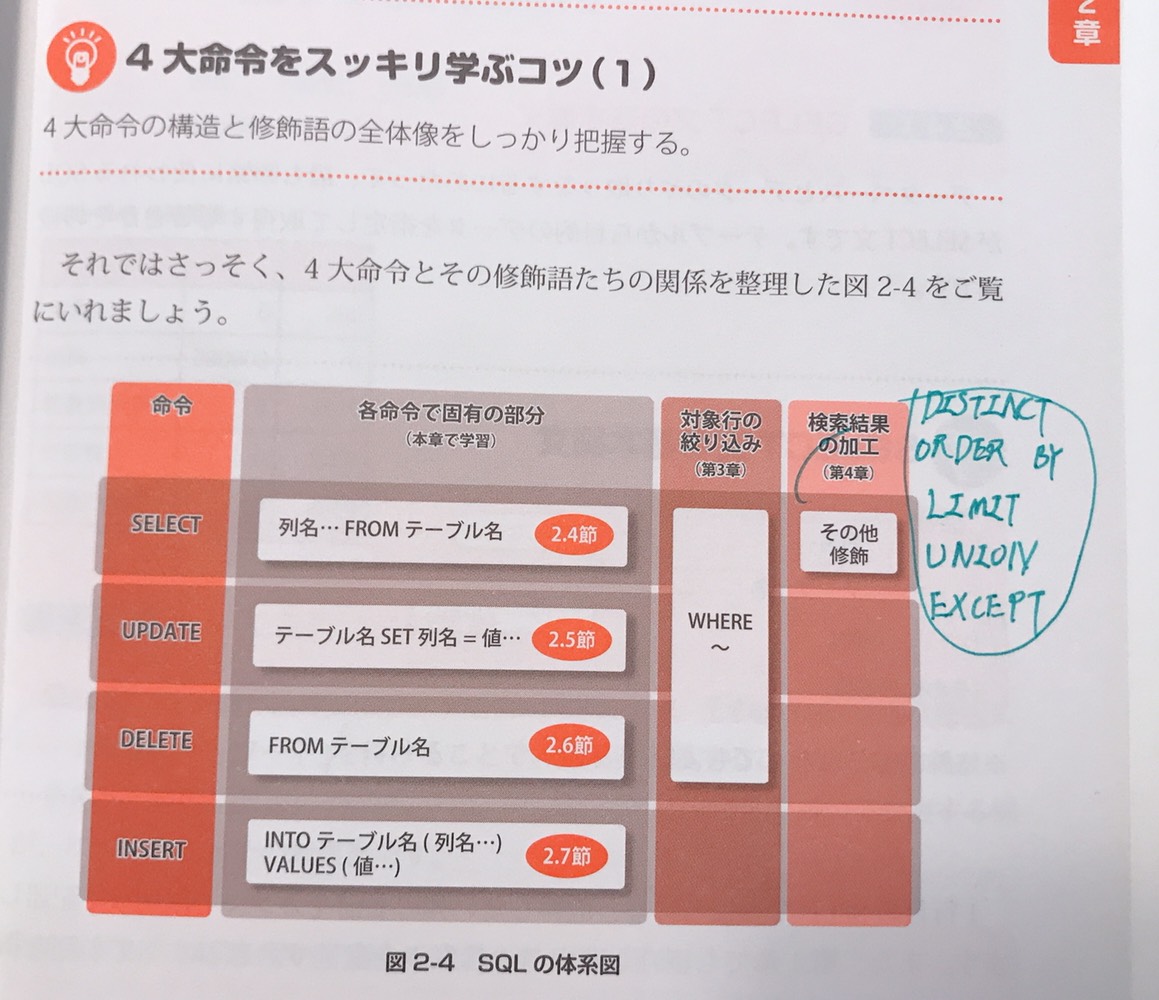 2
章
4大命令をスッキリ学ぶコツ(1)
4大命令の構造と修飾語の全体像をしっかり把握する。
それではさっそく、4大命令とその修飾語たちの関係を整理した図2-4をご覧
にいれましょう。
命令
各命令で固有の部分
(本章で学習)
対象行の
絞り込み
(第3章)
検索結果
の加工
(第4章)
DISTINCT
ORDER BY
LIMIT
UNION
EXCEPT
SELECT
列名… FROM テーブル名
2.4節
WHERE
~
その他
修飾
UPDATE
テーブル名 SET 列名 = 値…
2.5節
DELETE
FROM テーブル名
2.6節
INSERT
INTO テーブル名 ( 列名…)
VALUES ( 値…)
2.7節
図2-4 SQLの体系図